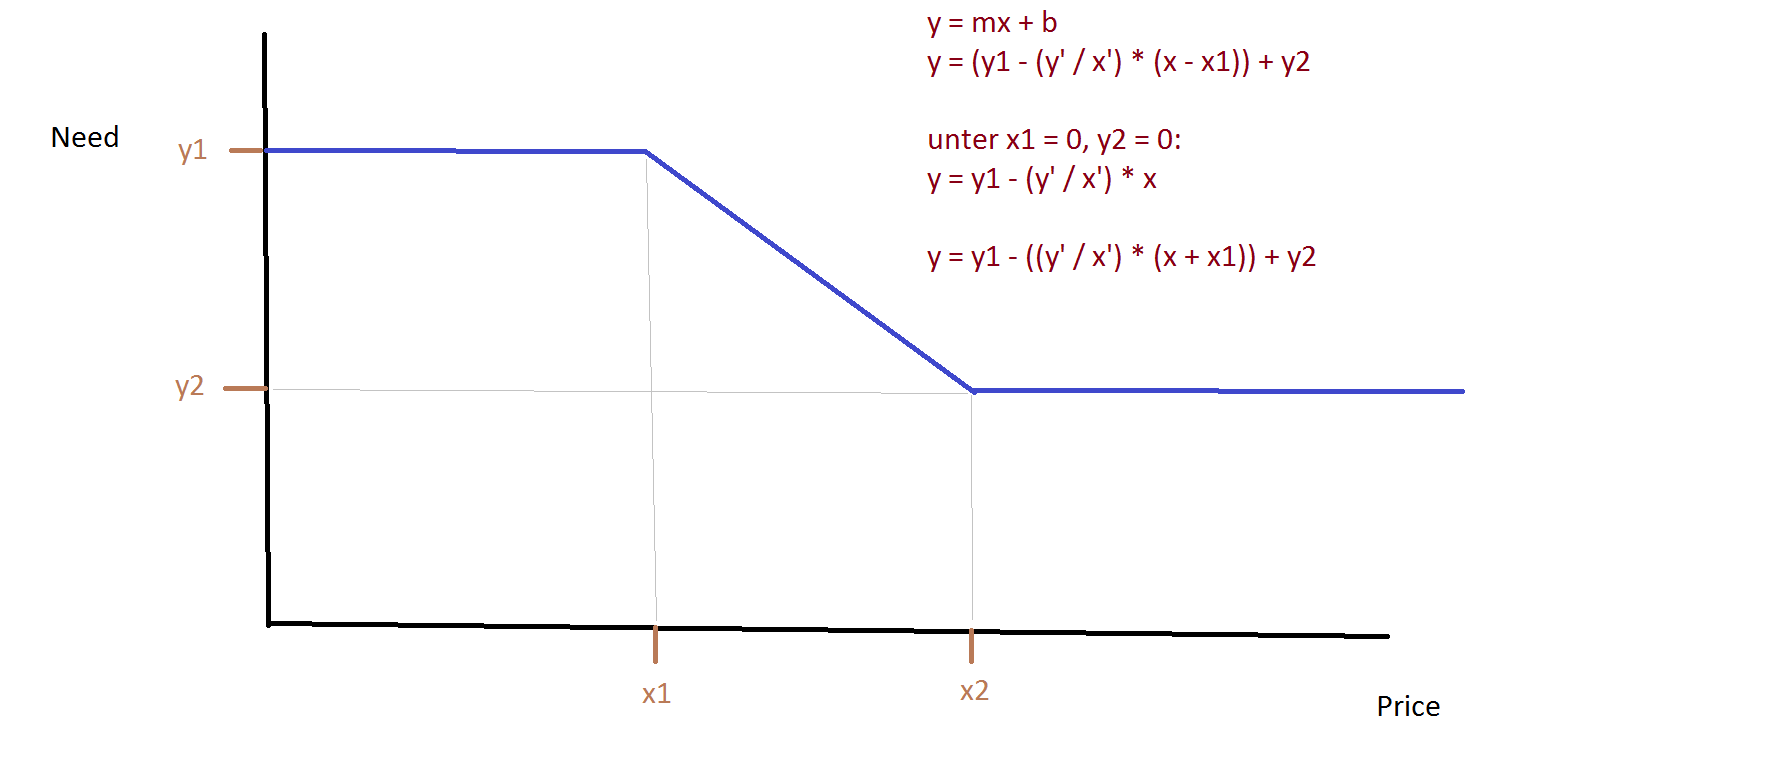 y = mx + b
y = (y1 - (y' / x') * (x - x1)) + y2
unter x1 = 0, y2 = 0:
y = y1 - (y' / x') * x
y = y1 - ((y' / x') * (x + x1)) + y2
Need
y1
y2
x1
x2
Price